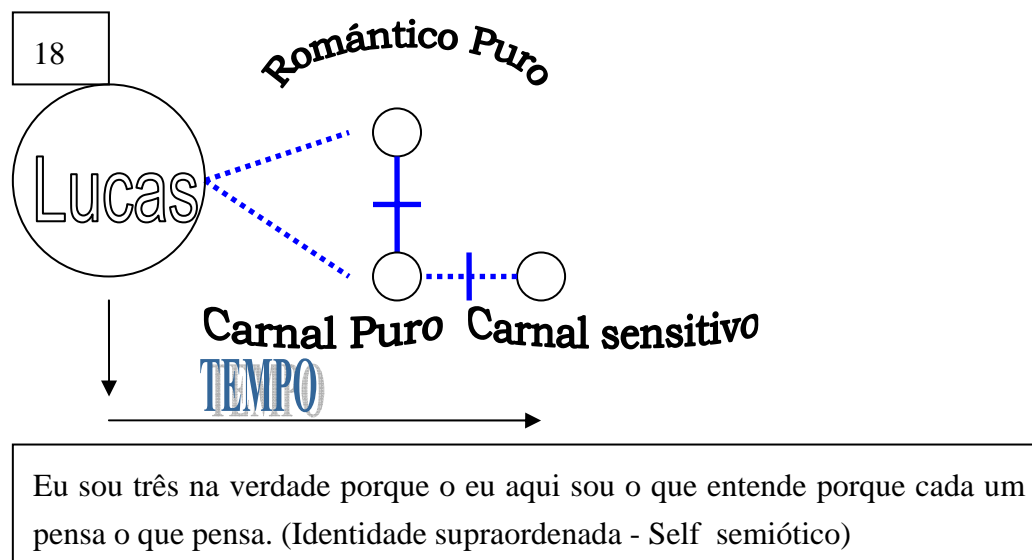 18
Romántico Puro
Lucas
Carnal Puro Carnal sensitivo
TEMPO
Eu sou três na verdade porque o eu aqui sou o que entende porque cada um
pensa o que pensa. (Identidade supraordenada - Self semiótico)